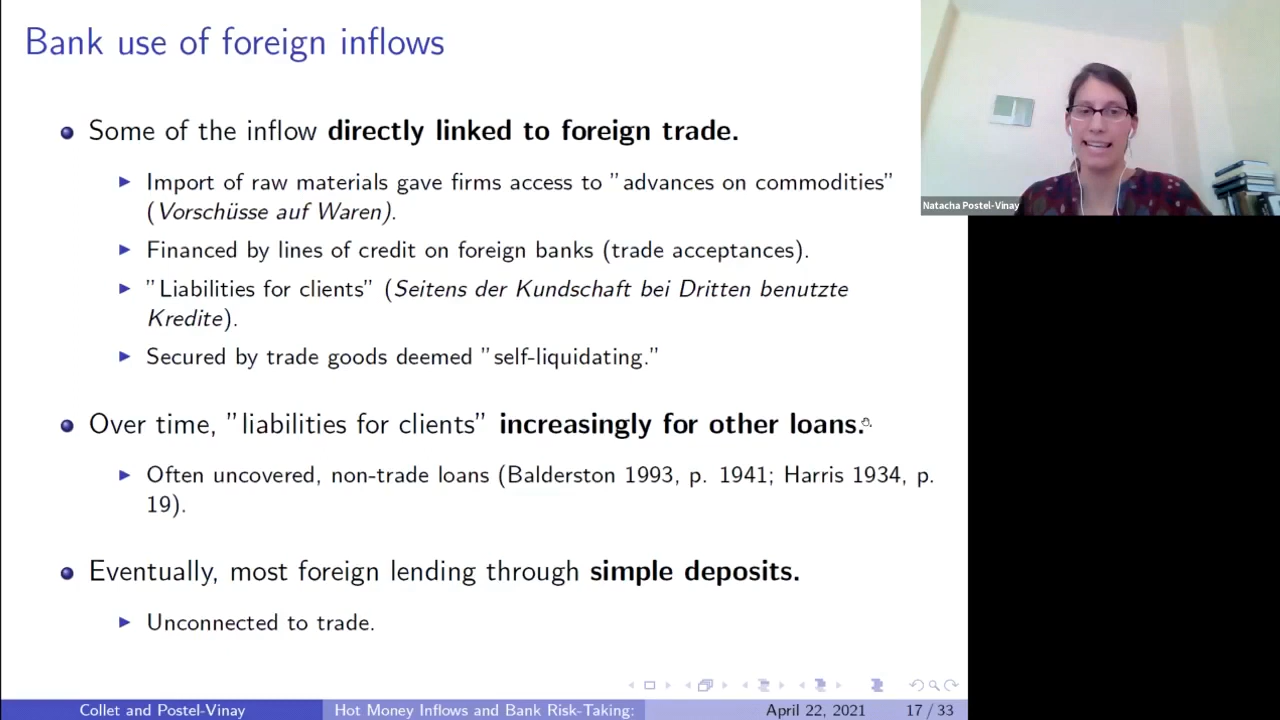 Bank use of foreign inflows
Some of the inflow directly linked to foreign trade.
Import of raw materials gave firms access to "advances on commodities"
(Vorschüsse auf Waren).
Financed by lines of credit on foreign banks (trade acceptances).
"Liabilities for clients" (Seitens der Kundschaft bei Dritten benutzte
Kredite).
Secured by trade goods deemed "self-liquidating."
Over time, "liabilities for clients" increasingly for other loans.
Often uncovered, non-trade loans (Balderston 1993, p. 1941; Harris 1934, p.
19).
Eventually, most foreign lending through simple deposits.
Unconnected to trade.
Natacha Postel-Vinay
Collet and Postel-Vinay
Hot Money Inflows and Bank Risk-Taking:
April 22, 2021
17 / 33